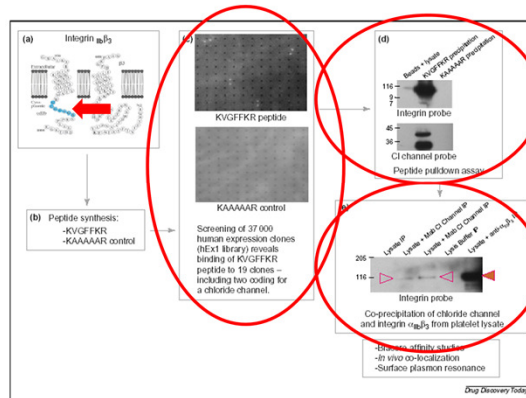 (a)
Integrin αIIbβ3
(b) Peptide synthesis:
-KVGFFKR
-KAAAAAR control
(c)
KVGFFKR peptide
KAAAAAR control
Screening of 37 000
human expression clones
(hEx1 library) reveals
binding of KVGFFKR
peptide to 19 clones –
including two coding for
a chloride channel.
(d)
Beads + lysate
KVGFFKR precipitation
KAAAAAR precipitation
116
9
Integrin probe
45
36
Cl channel probe
Peptide pulldown assay
Lysate IP
Lysate + Mab Cl Channel IP
Lysate + Mab Cl Channel IP
Lysis Buffer IP
205
116
Integrin probe
Co-precipitation of chloride channel
and integrin αIIbβ3 from platelet lysate
-Biacore affinity studies
-In vivo co-localization
-Surface plasmon resonance
Drug Discovery Today